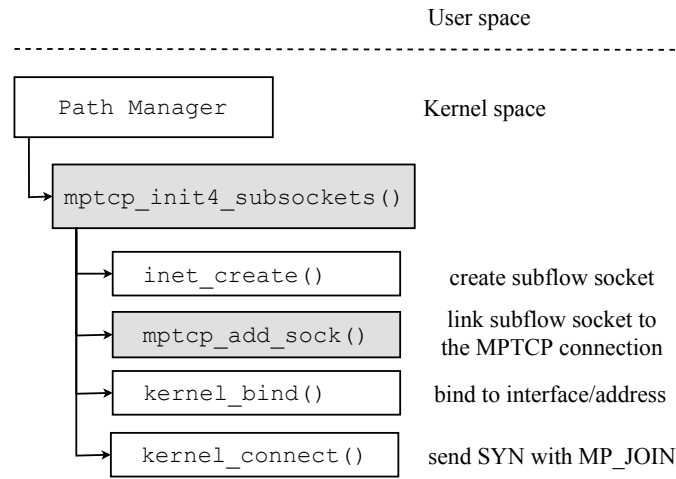 User space
Path Manager
Kernel space
mptcp_init4_subsockets()
inet_create()
create subflow socket
mptcp_add_sock()
link subflow socket to
the MPTCP connection
kernel_bind()
bind to interface/address
kernel_connect()
send SYN with MP_JOIN